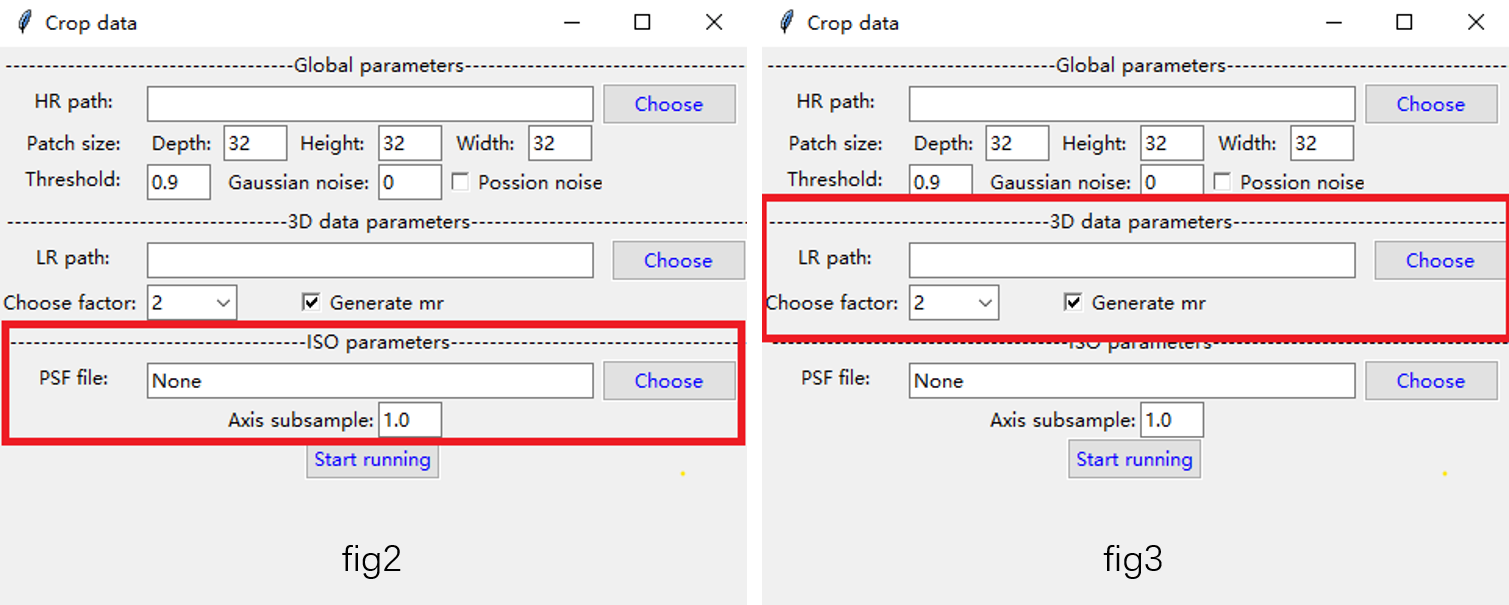 Crop data
Global parameters
HR path: Choose
Patch size: Depth: 32 Height: 32 Width: 32
Threshold: 0.9 Gaussian noise: 0 Possion noise
3D data parameters
LR path: Choose
Choose factor: 2 Generate mr
ISO parameters
PSF file: None Choose
Axis subsample: 1.0
Start running
fig2
Crop data
Global parameters
HR path: Choose
Patch size: Depth: 32 Height: 32 Width: 32
Threshold: 0.9 Gaussian noise: 0 Possion noise
3D data parameters
LR path: Choose
Choose factor: 2 Generate mr
ISO parameters
PSF file: None Choose
Axis subsample: 1.0
Start running
fig3